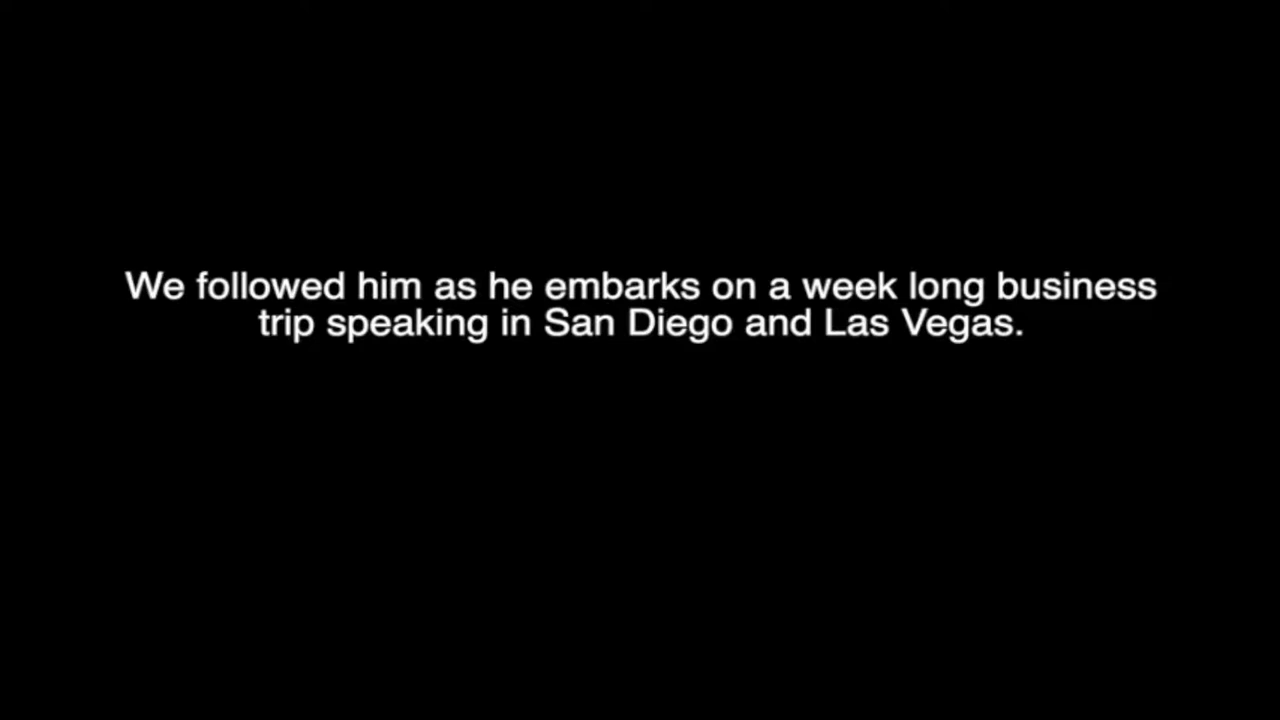 We followed him as he embarks on a week long business
trip speaking in San Diego and Las Vegas.